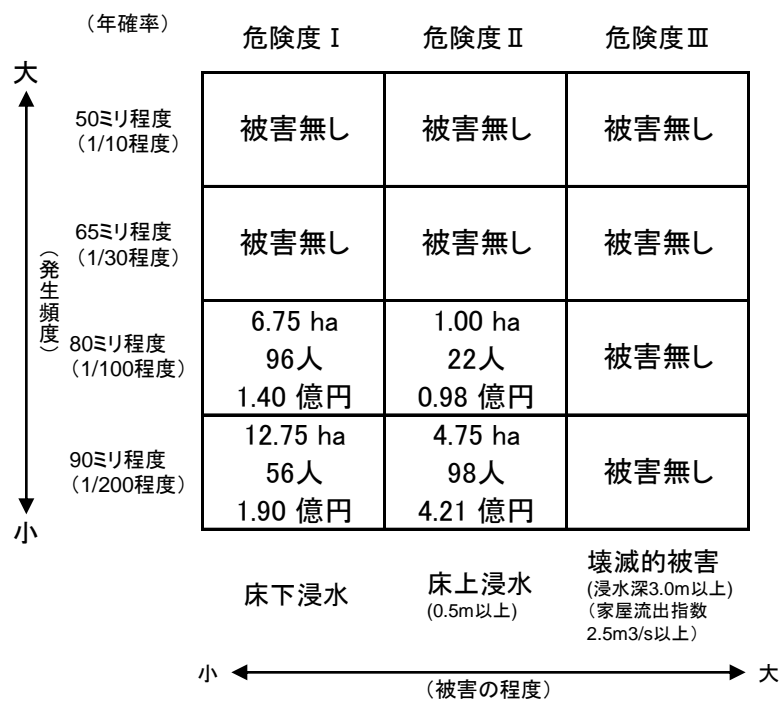 （年確率）
危険度Ⅰ
危険度Ⅱ
危険度Ⅲ
大
50ミリ程度
（1/10程度）
被害無し
被害無し
被害無し
65ミリ程度
（1/30程度）
被害無し
被害無し
被害無し
（発生頻度）
80ミリ程度
（1/100程度）
6.75 ha
96人
1.40 億円
1.00 ha
22人
0.98 億円
被害無し
90ミリ程度
（1/200程度）
12.75 ha
56人
1.90 億円
4.75 ha
98人
4.21 億円
被害無し
小
床下浸水
床上浸水
(0.5m以上)
壊滅的被害
(浸水深3.0m以上)
（家屋流出指数
2.5m3/s以上）
小
大
（被害の程度）